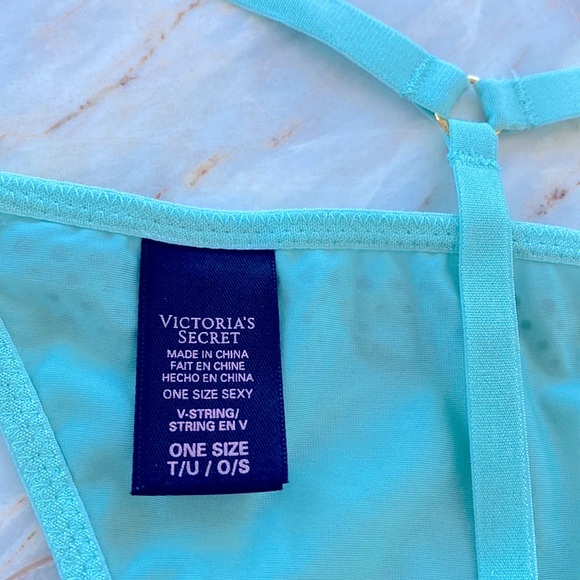 VICTORIA'S
SECRET
MADE IN CHINA
FAIT EN CHINE
HECHO EN CHINA
ONE SIZE SEXY
V-STRING/
STRING EN V
ONE SIZE
T/U / O/S